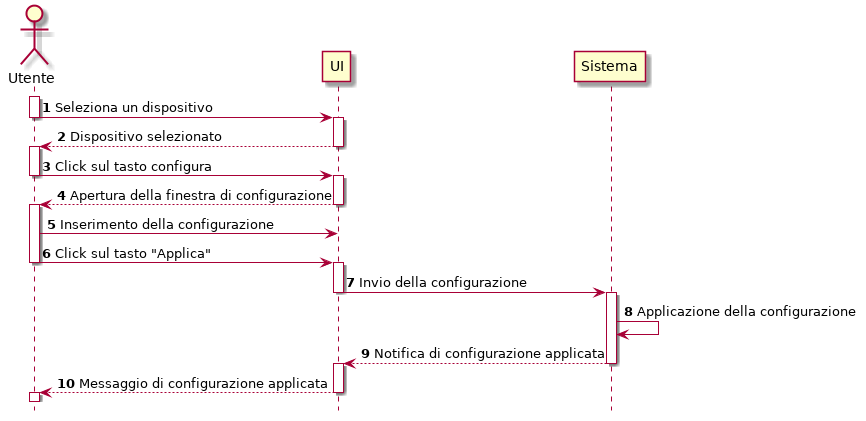 Utente
UI
Sistema
1 Seleziona un dispositivo
2 Dispositivo selezionato
3 Click sul tasto configura
4 Apertura della finestra di configurazione
5 Inserimento della configurazione
6 Click sul tasto "Applica"
7 Invio della configurazione
8 Applicazione della configurazione
9 Notifica di configurazione applicata
10 Messaggio di configurazione applicata